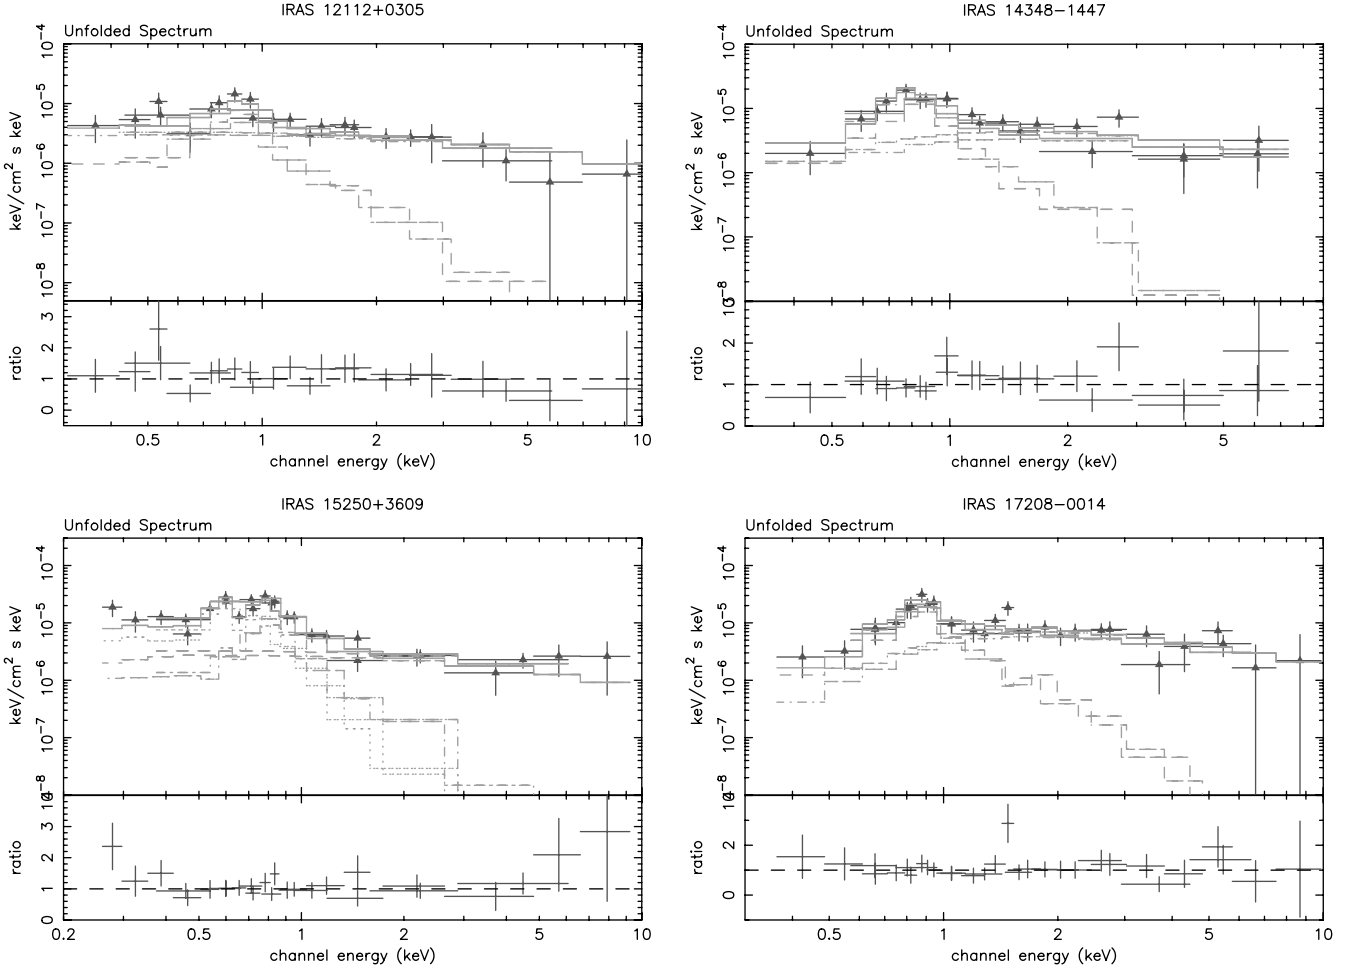 IRAS 12112+0305
Unfolded Spectrum
keV/cm² s keV
10⁻⁴
10⁻⁵
10⁻⁶
10⁻⁷
10⁻⁸
ratio
3
2
1
0
0.5 1 2 5 10
channel energy (keV)
IRAS 14348−1447
Unfolded Spectrum
keV/cm² s keV
10⁻⁴
10⁻⁵
10⁻⁶
10⁻⁷
ratio
2
1
0
0.5 1 2 5
channel energy (keV)
IRAS 15250+3609
Unfolded Spectrum
keV/cm² s keV
10⁻⁴
10⁻⁵
10⁻⁶
10⁻⁷
ratio
3
2
1
0
0.2 0.5 1 2 5 10
channel energy (keV)
IRAS 17208−0014
Unfolded Spectrum
keV/cm² s keV
10⁻⁴
10⁻⁵
10⁻⁶
10⁻⁷
ratio
2
0
0.5 1 2 5 10
channel energy (keV)